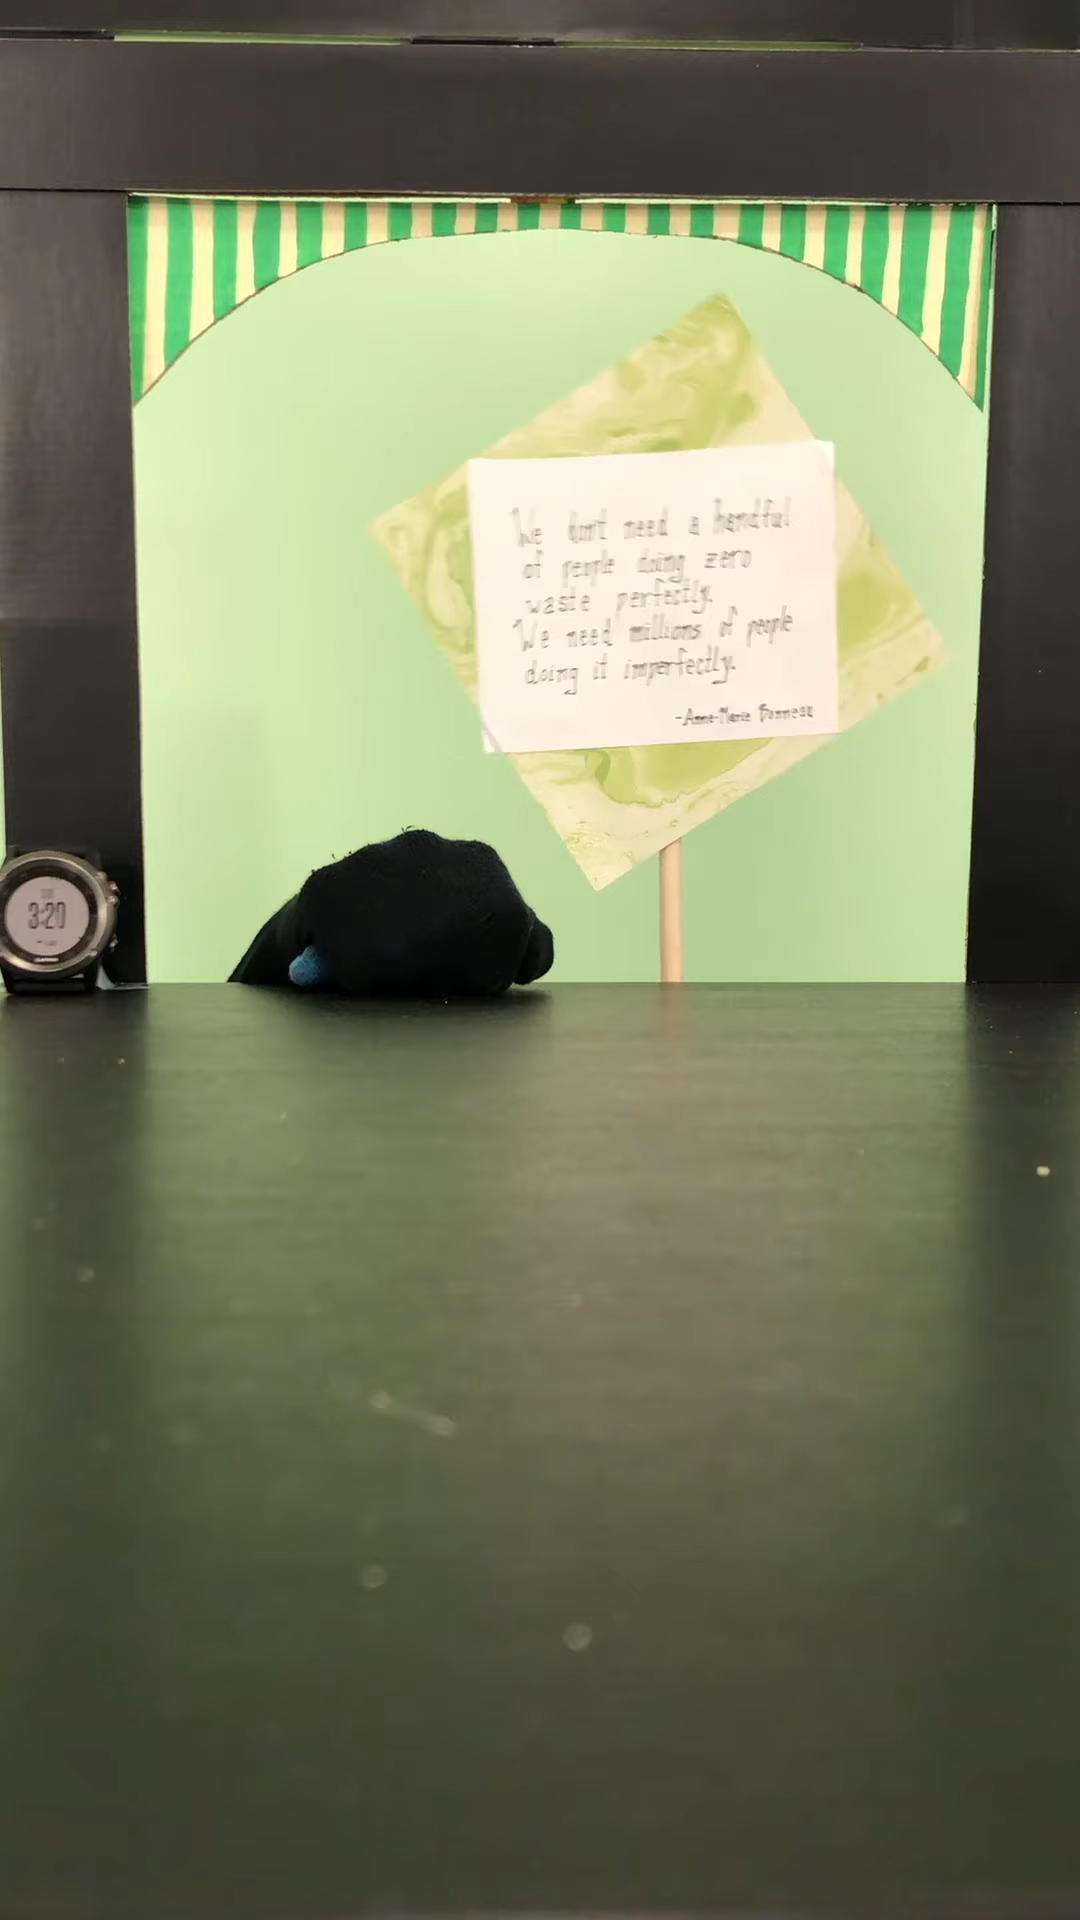 We don't need a handful
of people doing zero
waste perfectly.
We need millions of people
doing it imperfectly.
-Anne-Marie Bonneau
3:20
GARMIN